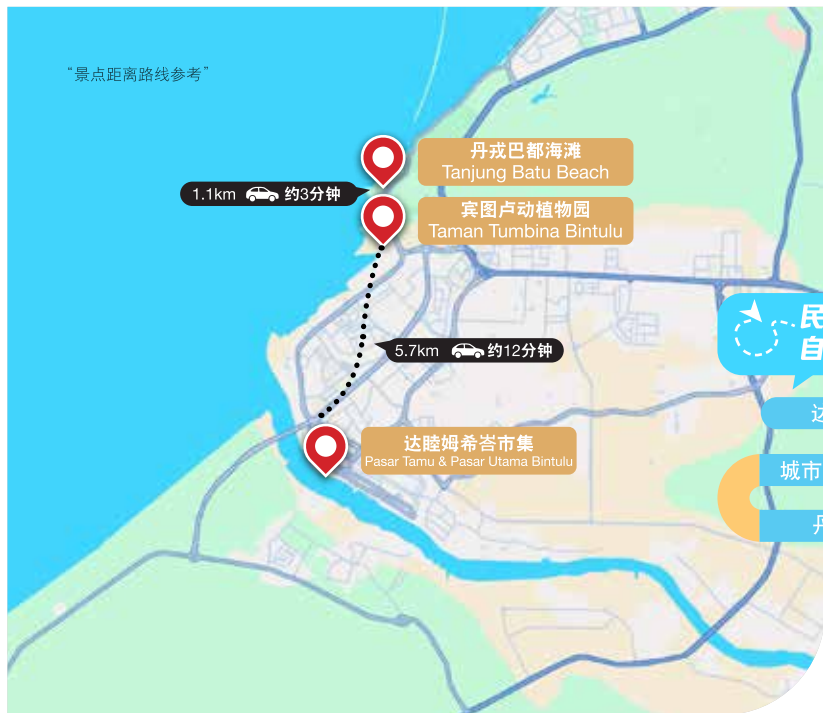 “景点距离路线参考”
丹戎巴都海滩
Tanjung Batu Beach
1.1km 约3分钟
宾图卢动植物园
Taman Tumbina Bintulu
民
自
5.7km 约12分钟
达睦姆希峇市集
Pasar Tamu & Pasar Utama Bintulu
城市